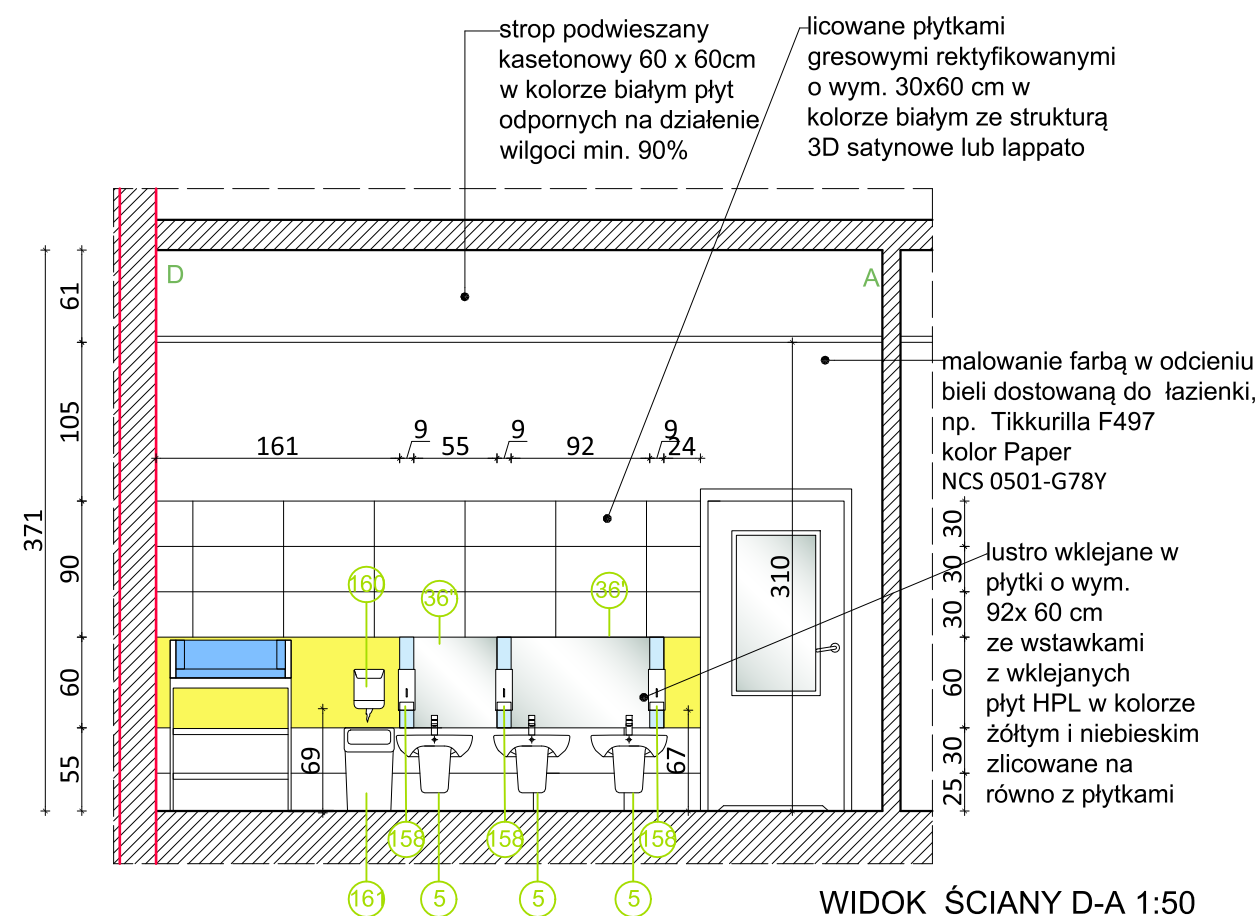 strop podwieszany
kasetonowy 60 x 60cm
w kolorze białym płyt
odpornych na działenie
wilgoci min. 90%
licowane płytkami
gresowymi rektyfikowanymi
o wym. 30x60 cm w
kolorze białym ze strukturą
3D satynowe lub lappato
D
A
malowanie farbą w odcieniu
bieli dostowaną do łazienki,
np. Tikkurilla F497
kolor Paper
NCS 0501-G78Y
lustro wklejane w
płytki o wym.
92x 60 cm
ze wstawkami
z wklejanych
płyt HPL w kolorze
żółtym i niebieskim
zlicowane na
równo z płytkami
371
61
105
90
60
55
161
9
55
9
92
9
24
310
30
30
30
60
30
25
69
67
160
36"
36'
158
158
158
161
5
5
5
WIDOK ŚCIANY D-A 1:50